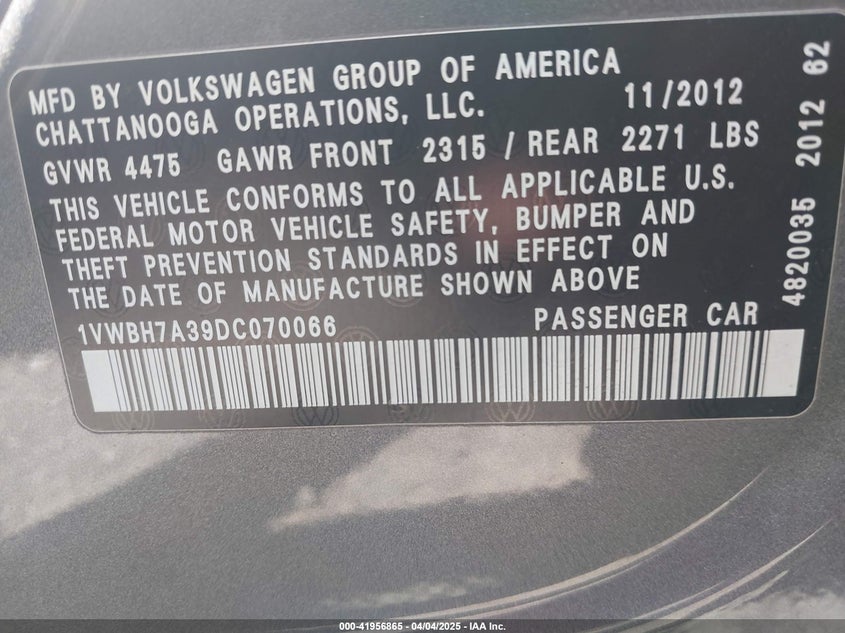 MFD BY VOLKSWAGEN GROUP OF AMERICA
CHATTANOOGA OPERATIONS, LLC. 11/2012
GVWR 4475 GAWR FRONT 2315 / REAR 2271 LBS
THIS VEHICLE CONFORMS TO ALL APPLICABLE U.S.
FEDERAL MOTOR VEHICLE SAFETY, BUMPER AND
THEFT PREVENTION STANDARDS IN EFFECT ON
THE DATE OF MANUFACTURE SHOWN ABOVE
1VWBH7A39DC070066 PASSENGER CAR
4820035 2012 62
000-41956865 - 04/04/2025 - IAA Inc.